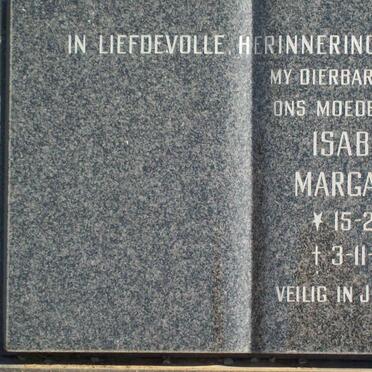 IN LIEFDEVOLLE HERINNERING
MY DIERBAR
ONS MOEDE
ISAB
MARGA
* 15-2
† 3-11-
VEILIG IN J